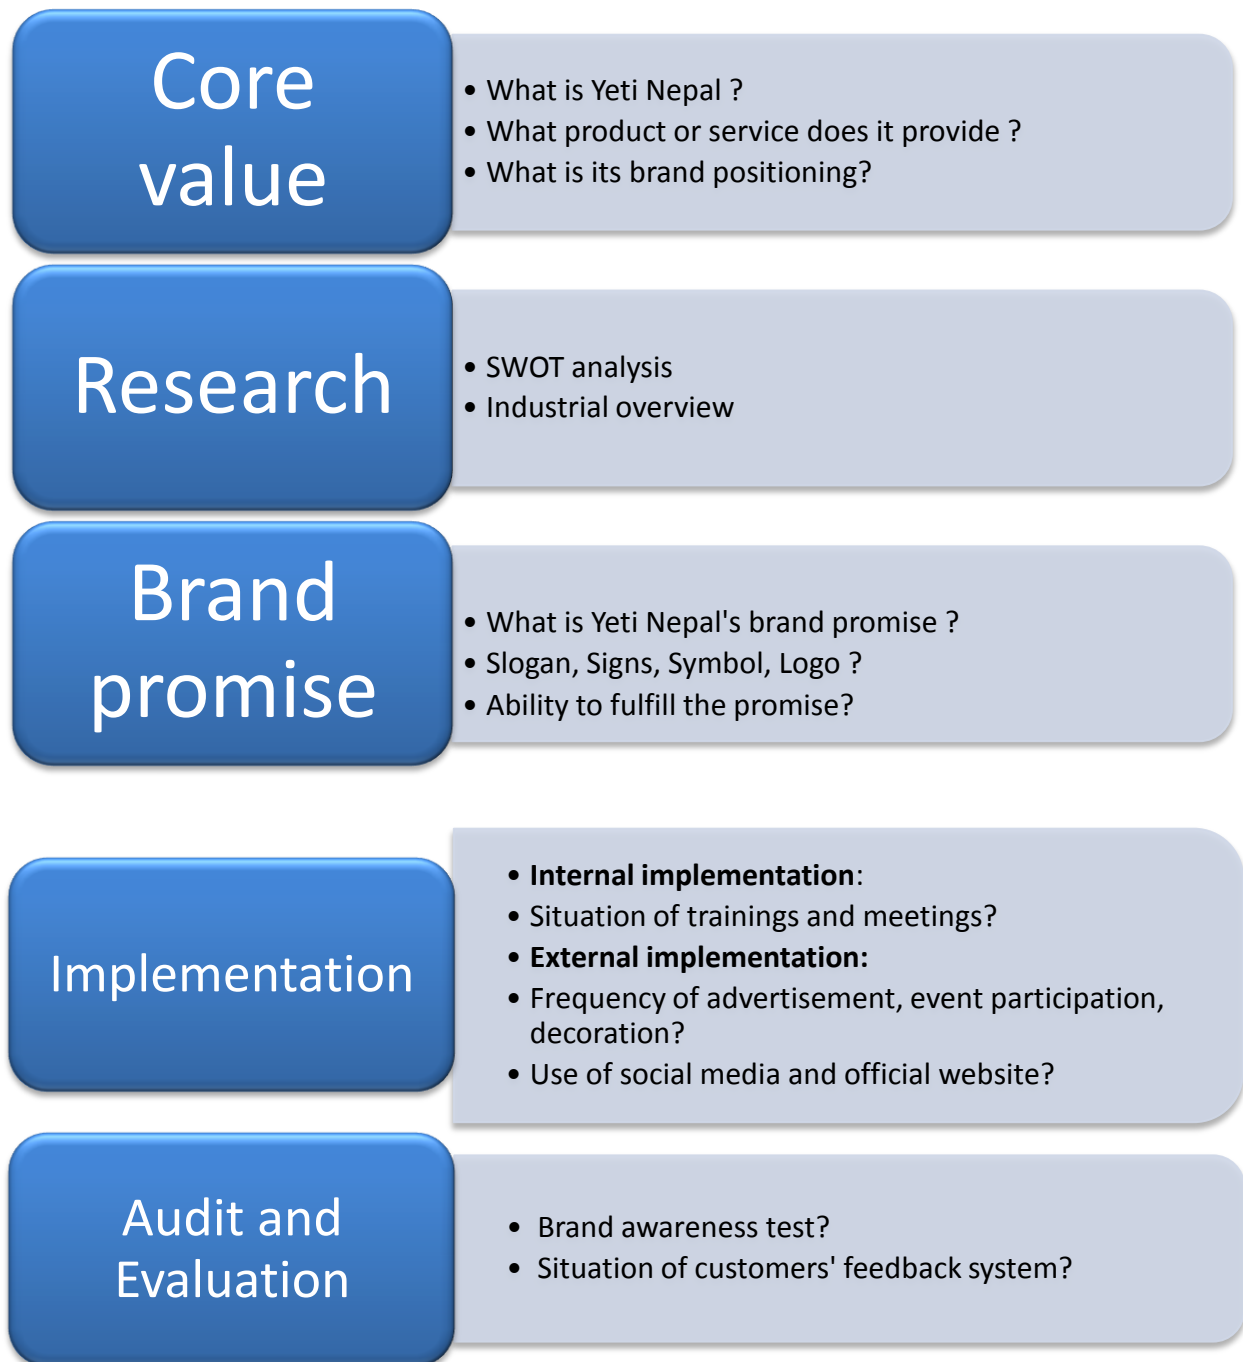 Core
value
• What is Yeti Nepal ?
• What product or service does it provide ?
• What is its brand positioning?
Research
• SWOT analysis
• Industrial overview
Brand
promise
• What is Yeti Nepal's brand promise ?
• Slogan, Signs, Symbol, Logo ?
• Ability to fulfill the promise?
Implementation
• Internal implementation:
• Situation of trainings and meetings?
• External implementation:
• Frequency of advertisement, event participation,
decoration?
• Use of social media and official website?
Audit and
Evaluation
• Brand awareness test?
• Situation of customers' feedback system?